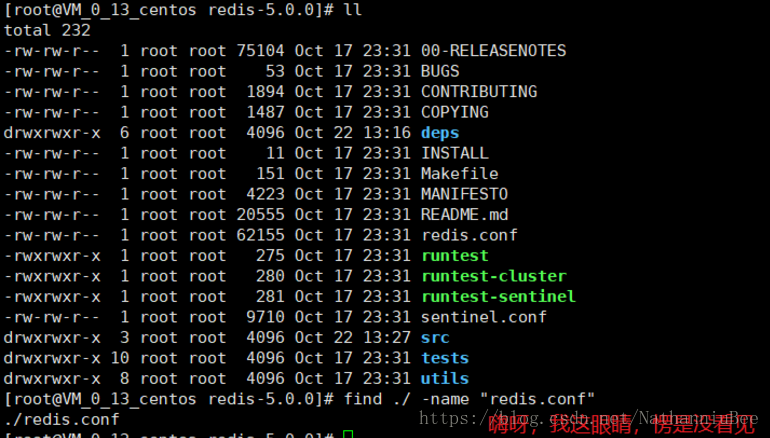 [root@VM_0_13_centos redis-5.0.0]# ll
total 232
-rw-rw-r--  1 root root 75104 Oct 17 23:31 00-RELEASENOTES
-rw-rw-r--  1 root root    53 Oct 17 23:31 BUGS
-rw-rw-r--  1 root root  1894 Oct 17 23:31 CONTRIBUTING
-rw-rw-r--  1 root root  1487 Oct 17 23:31 COPYING
drwxrwxr-x  6 root root  4096 Oct 22 13:16 deps
-rw-rw-r--  1 root root    11 Oct 17 23:31 INSTALL
-rw-rw-r--  1 root root   151 Oct 17 23:31 Makefile
-rw-rw-r--  1 root root  4223 Oct 17 23:31 MANIFESTO
-rw-rw-r--  1 root root 20555 Oct 17 23:31 README.md
-rw-rw-r--  1 root root 62155 Oct 17 23:31 redis.conf
-rwxrwxr-x  1 root root   275 Oct 17 23:31 runtest
-rwxrwxr-x  1 root root   280 Oct 17 23:31 runtest-cluster
-rwxrwxr-x  1 root root   281 Oct 17 23:31 runtest-sentinel
-rw-rw-r--  1 root root  9710 Oct 17 23:31 sentinel.conf
drwxrwxr-x  3 root root  4096 Oct 22 13:27 src
drwxrwxr-x 10 root root  4096 Oct 17 23:31 tests
drwxrwxr-x  8 root root  4096 Oct 17 23:31 utils
[root@VM_0_13_centos redis-5.0.0]# find ./ -name "redis.conf"
./redis.conf
https://blog.csdn.net/NathannieBee
嗨呀，我这眼睛，愣是没看见
[root@VM_0_13_centos redis-5.0.0]#